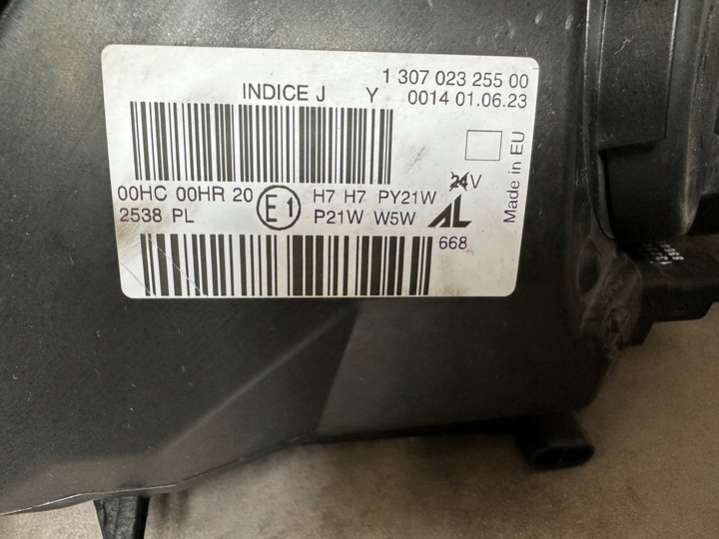 1 307 023 255 00
INDICE J Y 0014 01.06.23
Made in EU
00HC 00HR 20 E1 H7 H7 PY21W 24V
2538 PL P21W W5W AL
668